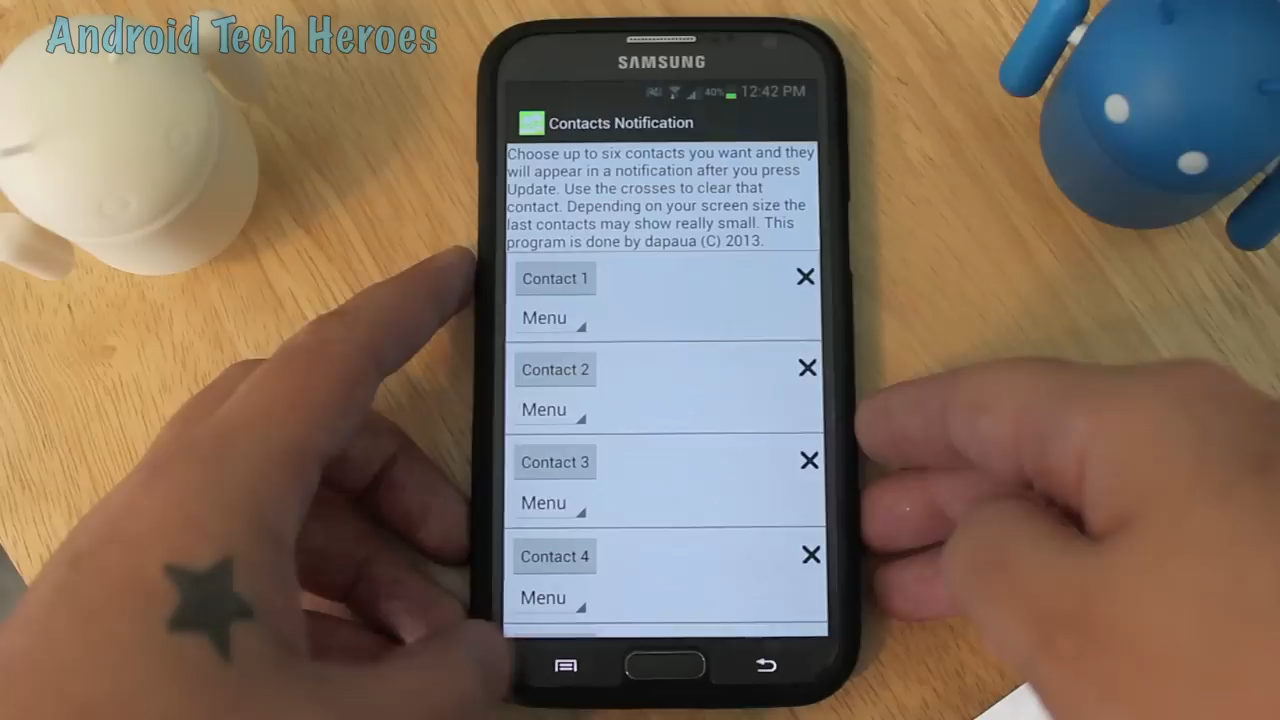 Android Tech Heroes
SAMSUNG
40% 12:42 PM
Contacts Notification
Choose up to six contacts you want and they
will appear in a notification after you press
Update. Use the crosses to clear that
contact. Depending on your screen size the
last contacts may show really small. This
program is done by dapaua (C) 2013.
Contact 1
Menu
Contact 2
Menu
Contact 3
Menu
Contact 4
Menu